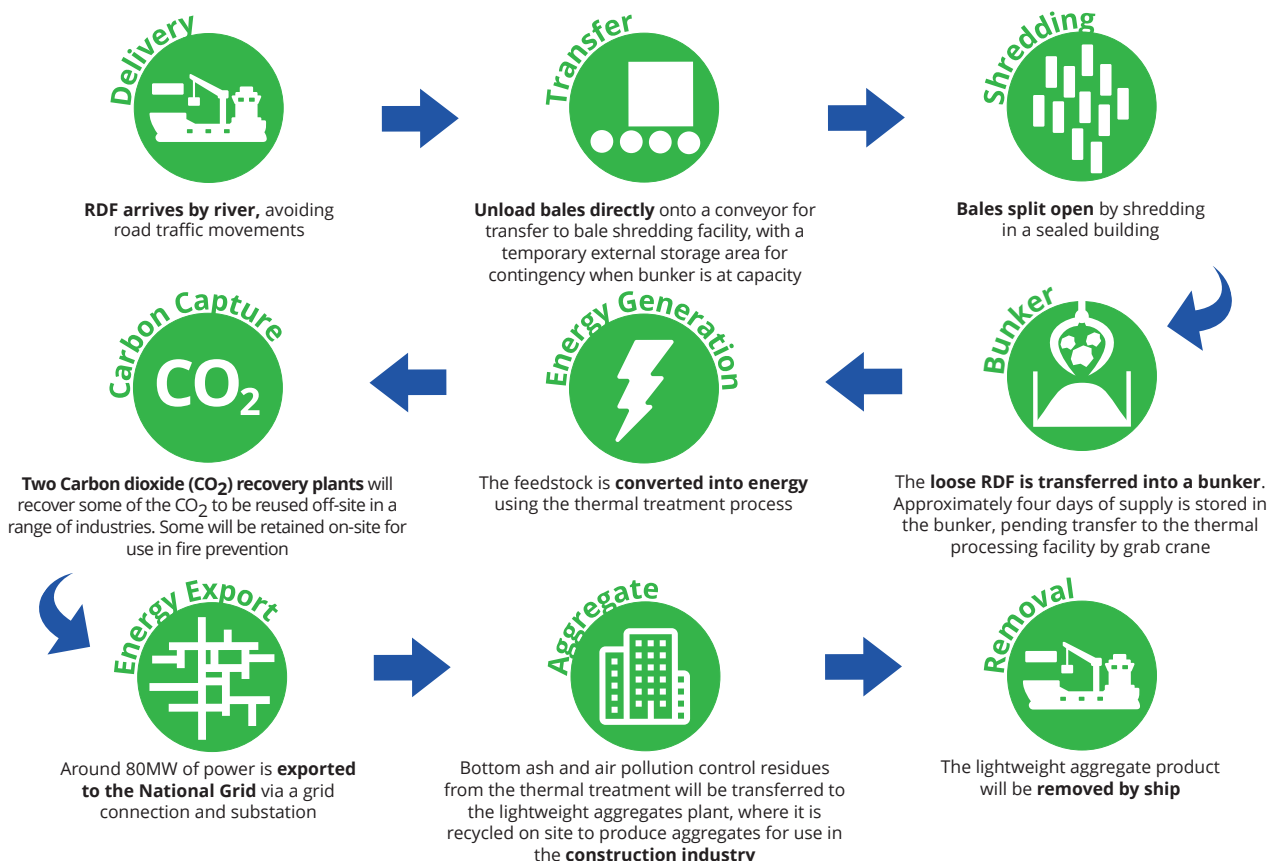 Delivery
RDF arrives by river, avoiding
road traffic movements
Transfer
Unload bales directly onto a conveyor for
transfer to bale shredding facility, with a
temporary external storage area for
contingency when bunker is at capacity
Shredding
Bales split open by shredding
in a sealed building
Bunker
The loose RDF is transferred into a bunker.
Approximately four days of supply is stored in
the bunker, pending transfer to the thermal
processing facility by grab crane
Energy Generation
The feedstock is converted into energy
using the thermal treatment process
Carbon Capture
CO2
Two Carbon dioxide (CO2) recovery plants will
recover some of the CO2 to be reused off-site in a
range of industries. Some will be retained on-site for
use in fire prevention
Energy Export
Around 80MW of power is exported
to the National Grid via a grid
connection and substation
Aggregate
Bottom ash and air pollution control residues
from the thermal treatment will be transferred to
the lightweight aggregates plant, where it is
recycled on site to produce aggregates for use in
the construction industry
Removal
The lightweight aggregate product
will be removed by ship